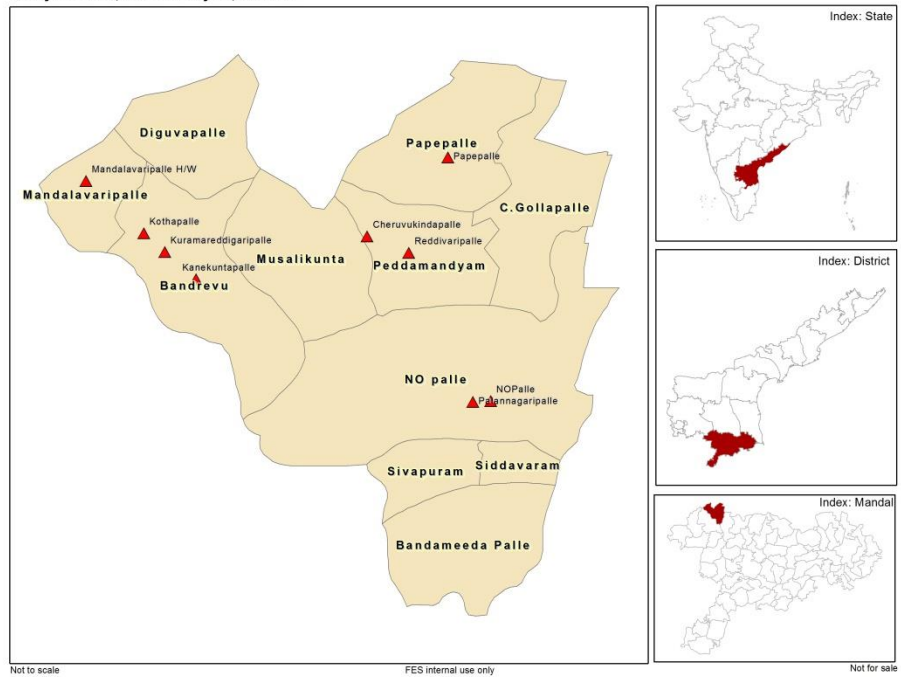 Index: State
Diguvapalle
Papepalle
Papepalle
Mandalavaripalle H/W
Mandalavaripalle
C.Gollapalle
Kothapalle
Cheruvukindapalle
Kuramareddigaripalle
Reddivaripalle
Musalikunta
Peddamandyam
Kanekuntapalle
Bandrevu
Index: District
NO palle
NOPalle
Palannagaripalle
Sivapuram
Siddavaram
Bandameeda Palle
Index: Mandal
Not to scale
FES internal use only
Not for sale